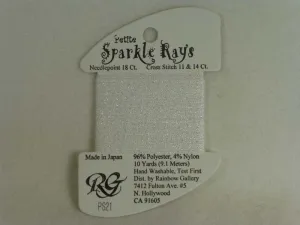 Petite
Sparkle Rays
Needlepoint 18 Ct. Cross Stitch 11 & 14 Ct.
Made in Japan
RG
PS21
96% Polyester, 4% Nylon
10 Yards (9.1 Meters)
Hand Washable, Test First
Dist. by Rainbow Gallery
7412 Fulton Ave. #5
N. Hollywood
CA 91605